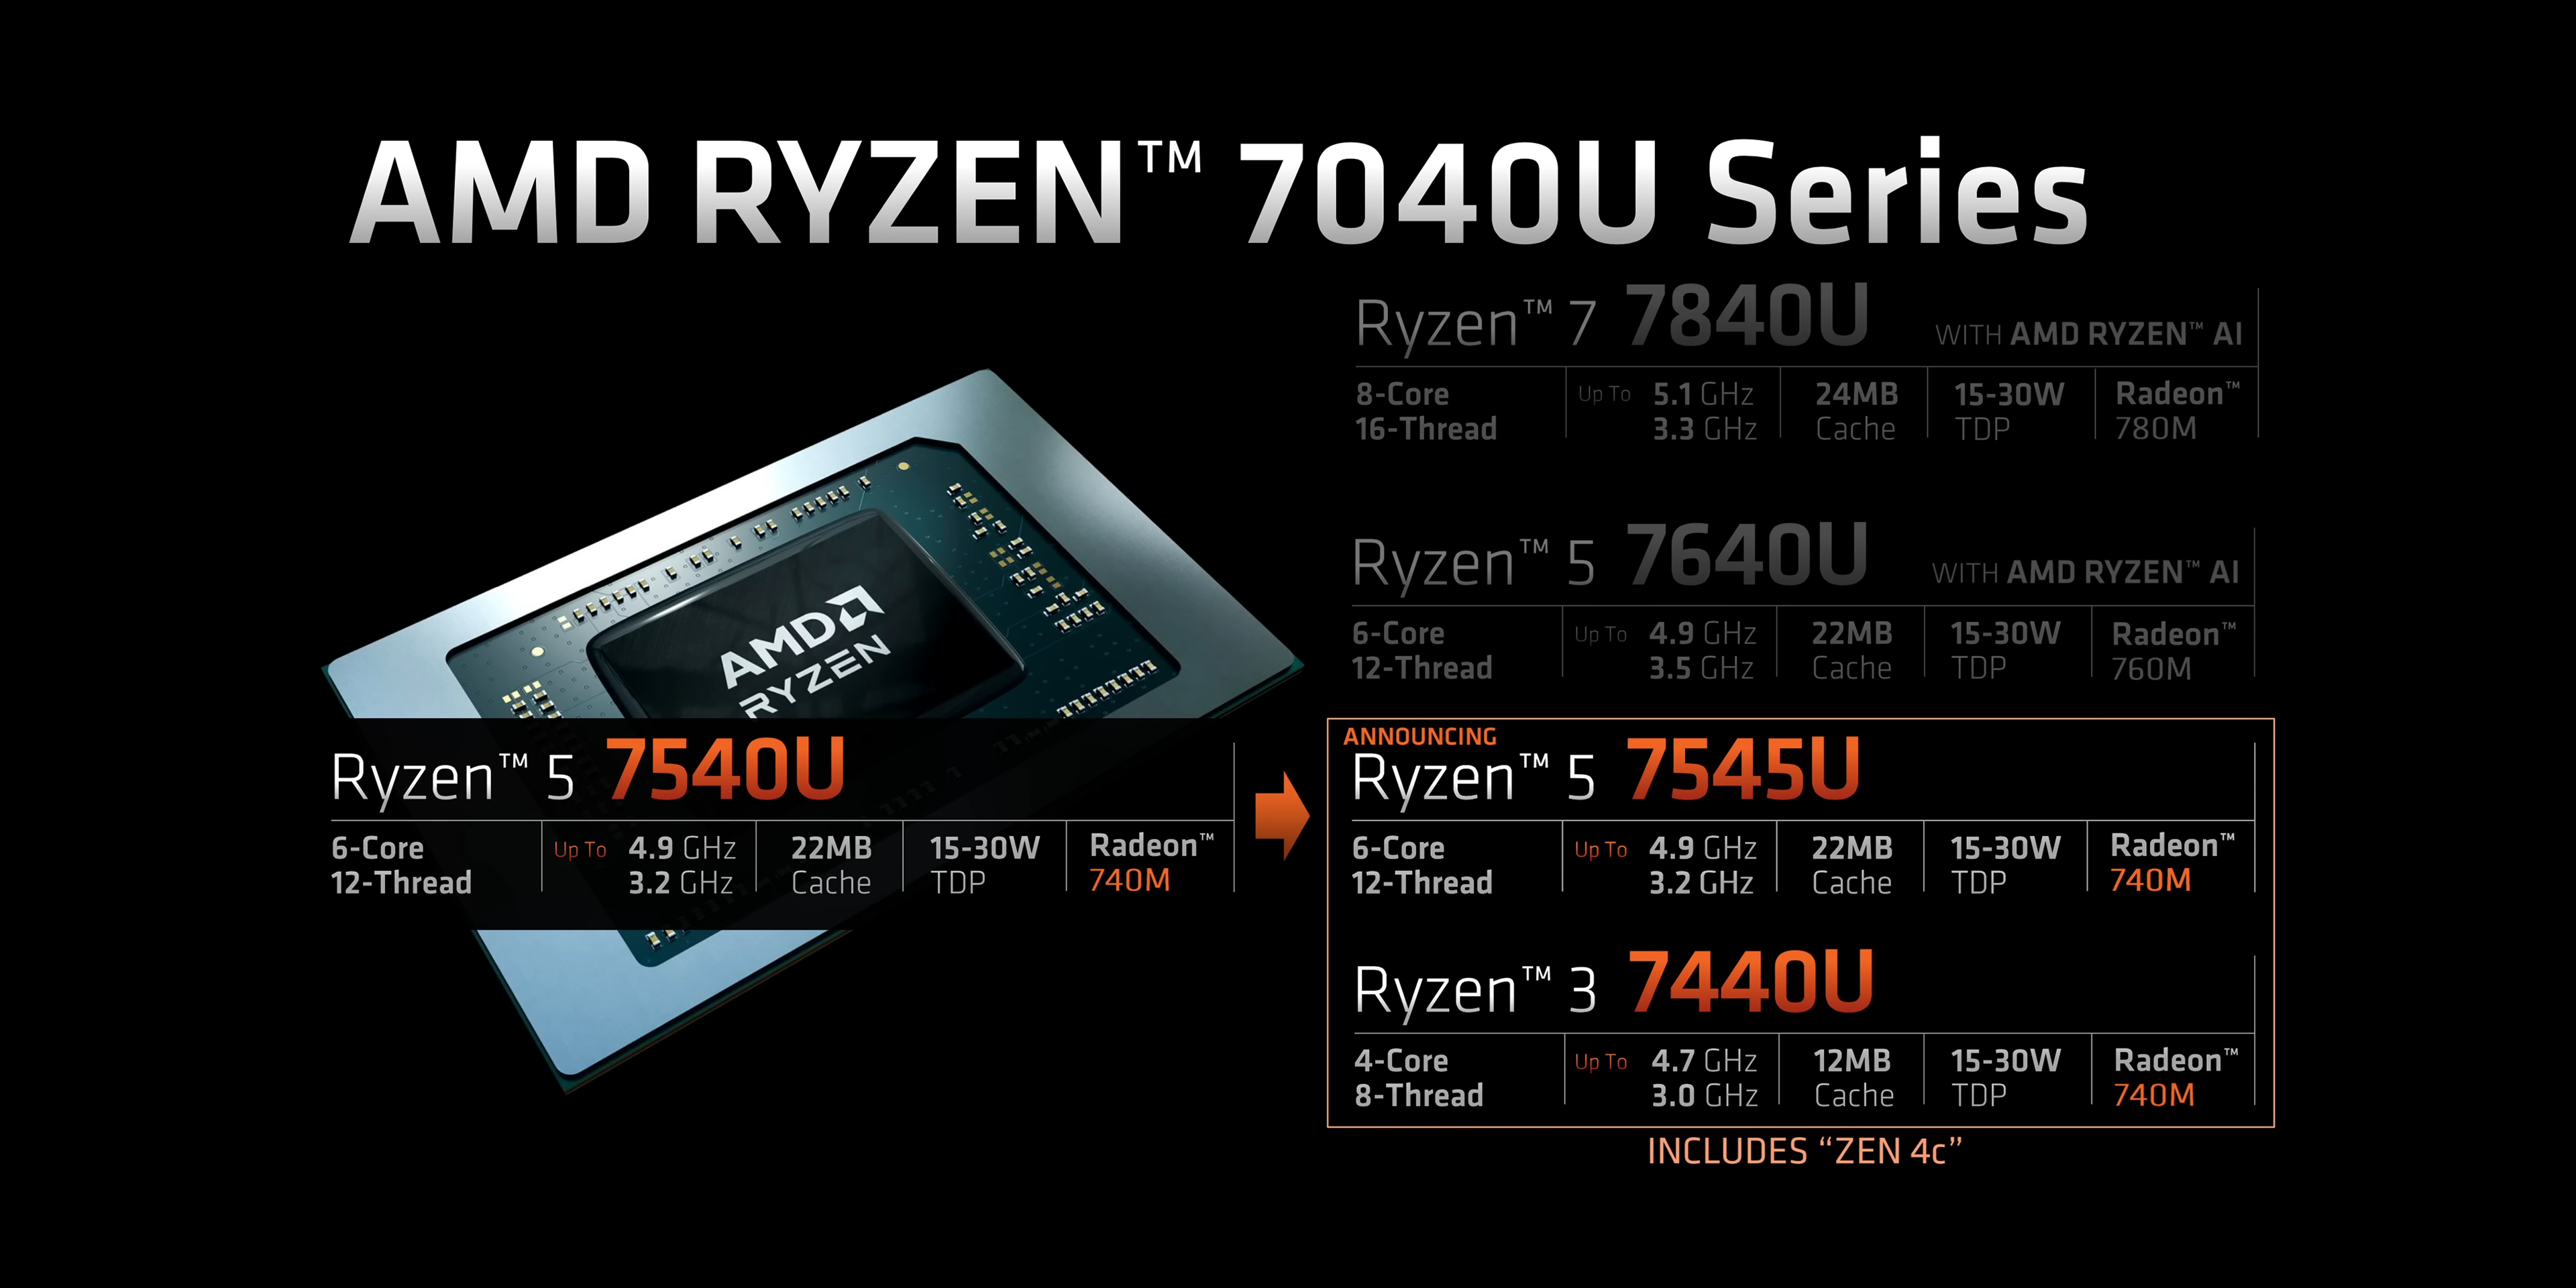 AMD RYZEN™ 7040U Series
Ryzen™ 7 7840U WITH AMD RYZEN™ AI
8-Core Up To 5.1 GHz 24MB 15-30W Radeon™
16-Thread 3.3 GHz Cache TDP 780M
Ryzen™ 5 7640U WITH AMD RYZEN™ AI
6-Core Up To 4.9 GHz 22MB 15-30W Radeon™
12-Thread 3.5 GHz Cache TDP 760M
AMD
RYZEN
Ryzen™ 5 7540U
6-Core Up To 4.9 GHz 22MB 15-30W Radeon™
12-Thread 3.2 GHz Cache TDP 740M
ANNOUNCING
Ryzen™ 5 7545U
6-Core Up To 4.9 GHz 22MB 15-30W Radeon™
12-Thread 3.2 GHz Cache TDP 740M
Ryzen™ 3 7440U
4-Core Up To 4.7 GHz 12MB 15-30W Radeon™
8-Thread 3.0 GHz Cache TDP 740M
INCLUDES “ZEN 4c”